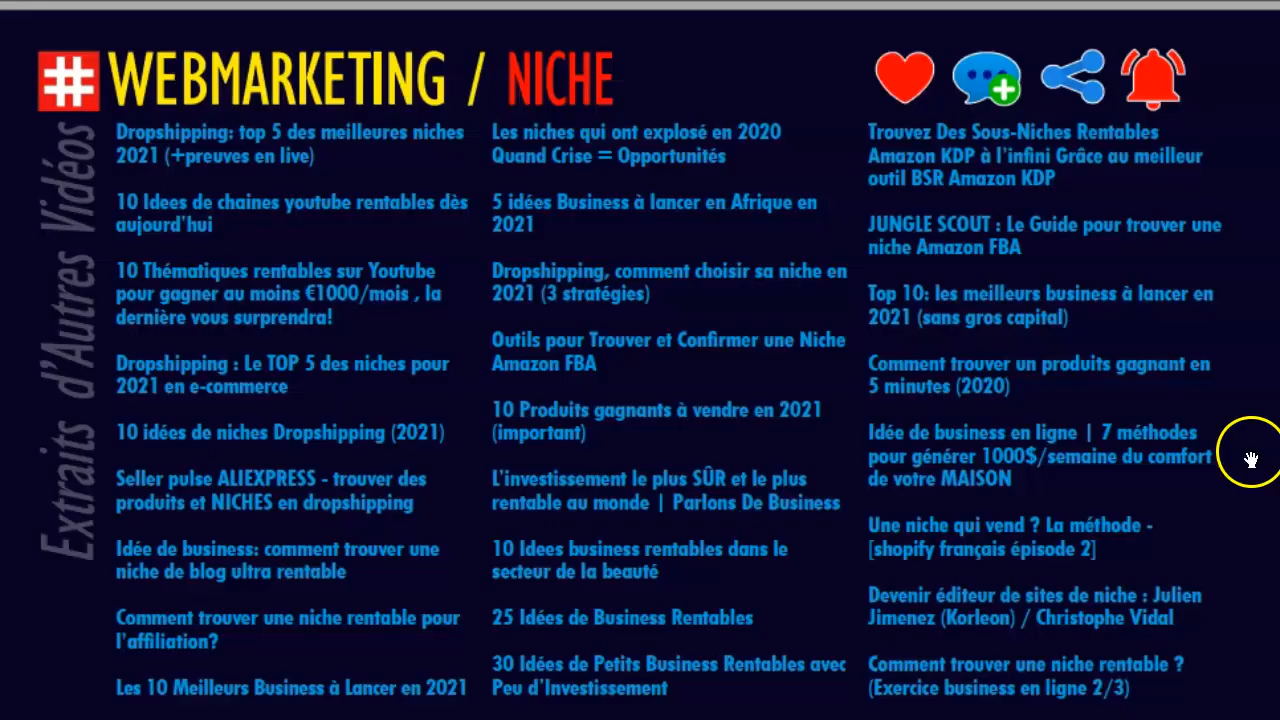 # WEBMARKETING / NICHE
Extraits d'Autres Vidéos
Dropshipping: top 5 des meilleures niches
2021 (+preuves en live)
10 Idees de chaines youtube rentables dès
aujourd'hui
10 Thématiques rentables sur Youtube
pour gagner au moins €1000/mois , la
dernière vous surprendra!
Dropshipping : Le TOP 5 des niches pour
2021 en e-commerce
10 idées de niches Dropshipping (2021)
Seller pulse ALIEXPRESS - trouver des
produits et NICHES en dropshipping
Idée de business: comment trouver une
niche de blog ultra rentable
Comment trouver une niche rentable pour
l'affiliation?
Les 10 Meilleurs Business à Lancer en 2021
Les niches qui ont explosé en 2020
Quand Crise = Opportunités
5 idées Business à lancer en Afrique en
2021
Dropshipping, comment choisir sa niche en
2021 (3 stratégies)
Outils pour Trouver et Confirmer une Niche
Amazon FBA
10 Produits gagnants à vendre en 2021
(important)
L'investissement le plus SÛR et le plus
rentable au monde | Parlons De Business
10 Idees business rentables dans le
secteur de la beauté
25 Idées de Business Rentables
30 Idées de Petits Business Rentables avec
Peu d'Investissement
Trouvez Des Sous-Niches Rentables
Amazon KDP à l'infini Grâce au meilleur
outil BSR Amazon KDP
JUNGLE SCOUT : Le Guide pour trouver une
niche Amazon FBA
Top 10: les meilleurs business à lancer en
2021 (sans gros capital)
Comment trouver un produits gagnant en
5 minutes (2020)
Idée de business en ligne | 7 méthodes
pour générer 1000$/semaine du comfort
de votre MAISON
Une niche qui vend ? La méthode -
[shopify français épisode 2]
Devenir éditeur de sites de niche : Julien
Jimenez (Korleon) / Christophe Vidal
Comment trouver une niche rentable ?
(Exercice business en ligne 2/3)